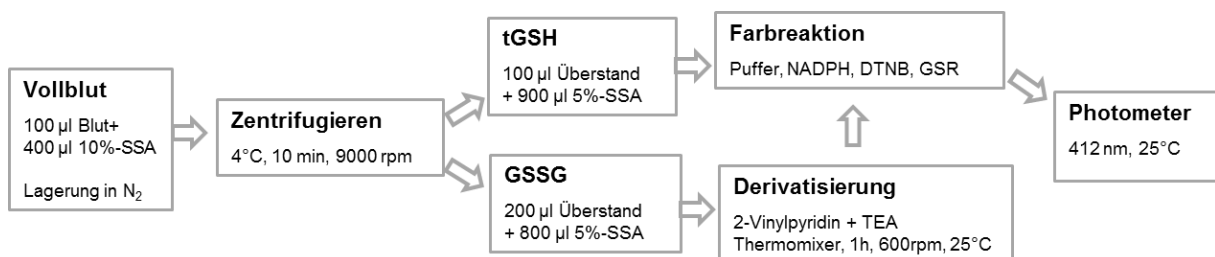 Vollblut
100 µl Blut+
400 µl 10%-SSA
Lagerung in N₂
Zentrifugieren
4°C, 10 min, 9000 rpm
tGSH
100 µl Überstand
+ 900 µl 5%-SSA
GSSG
200 µl Überstand
+ 800 µl 5%-SSA
Farbreaktion
Puffer, NADPH, DTNB, GSR
Derivatisierung
2-Vinylpyridin + TEA
Thermomixer, 1h, 600rpm, 25°C
Photometer
412 nm, 25°C